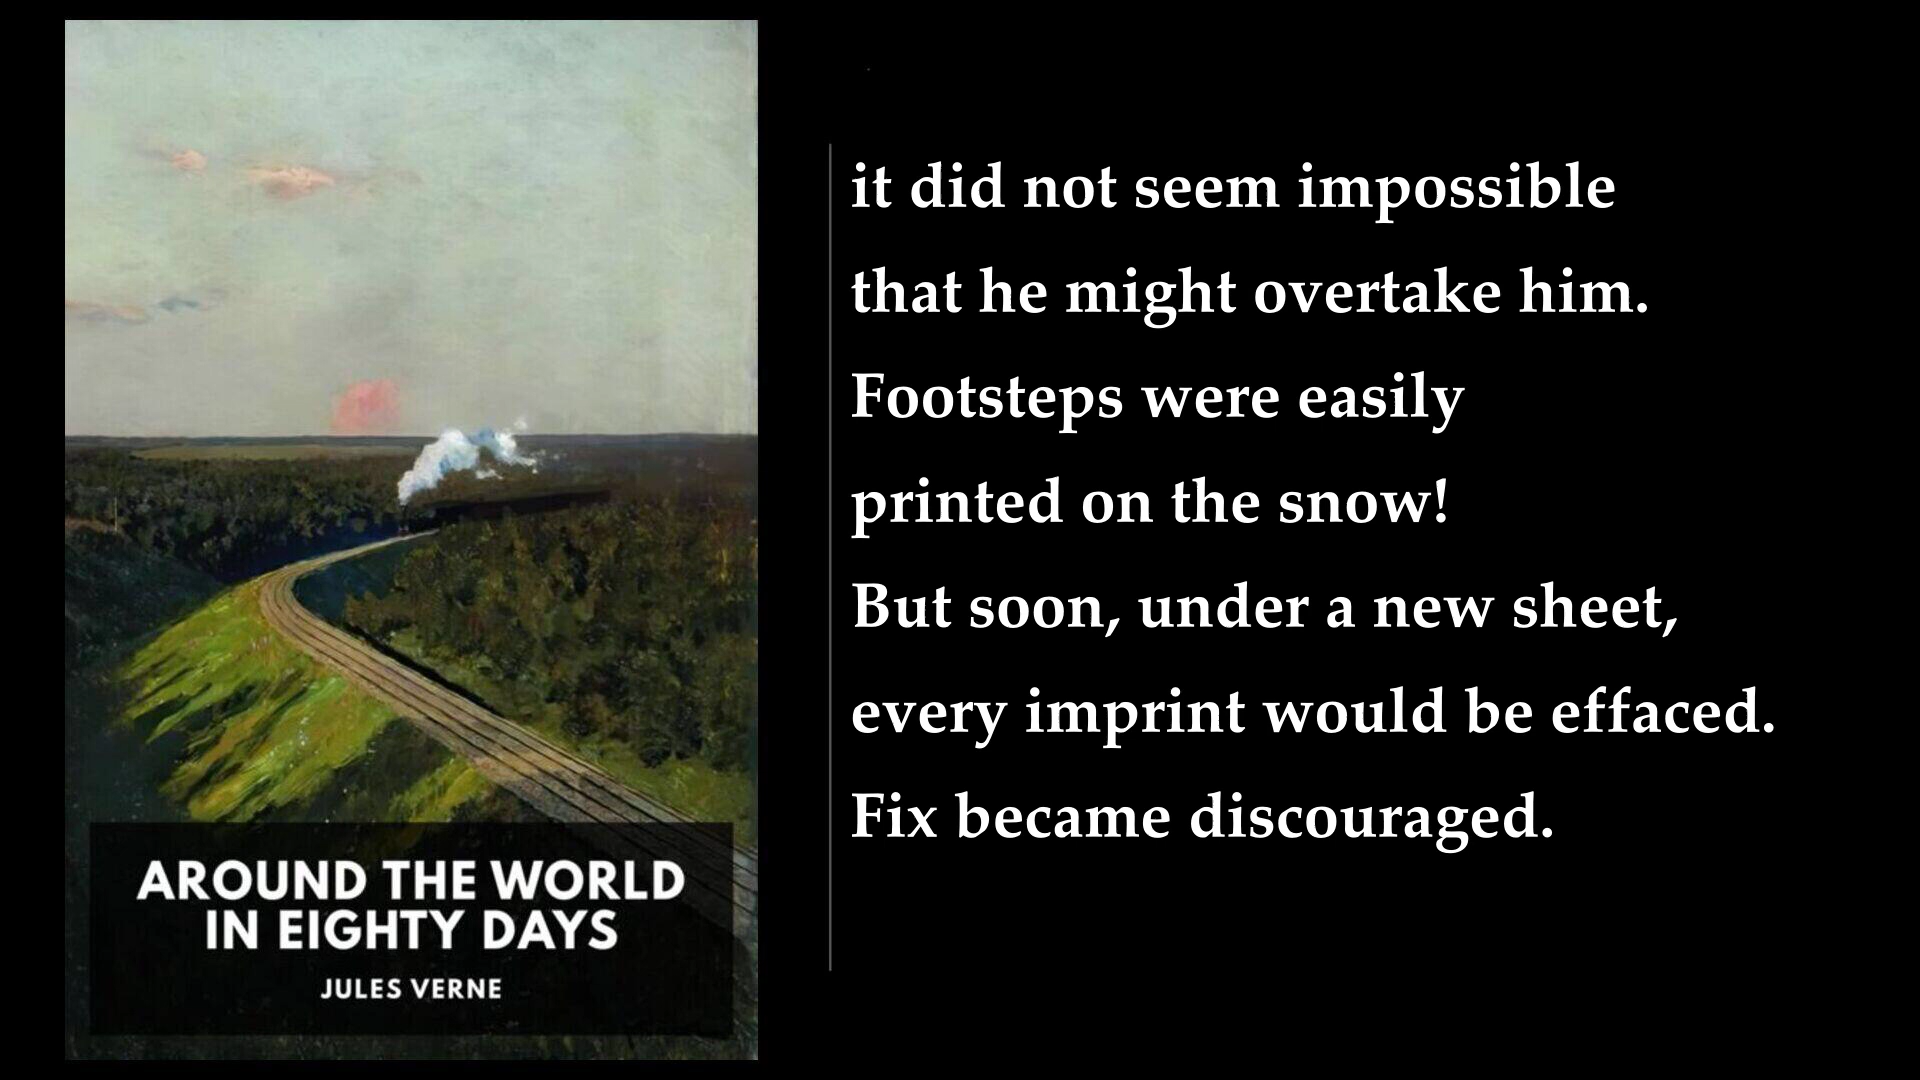 it did not seem impossible
that he might overtake him.
Footsteps were easily
printed on the snow!
But soon, under a new sheet,
every imprint would be effaced.
Fix became discouraged.
AROUND THE WORLD
IN EIGHTY DAYS
JULES VERNE